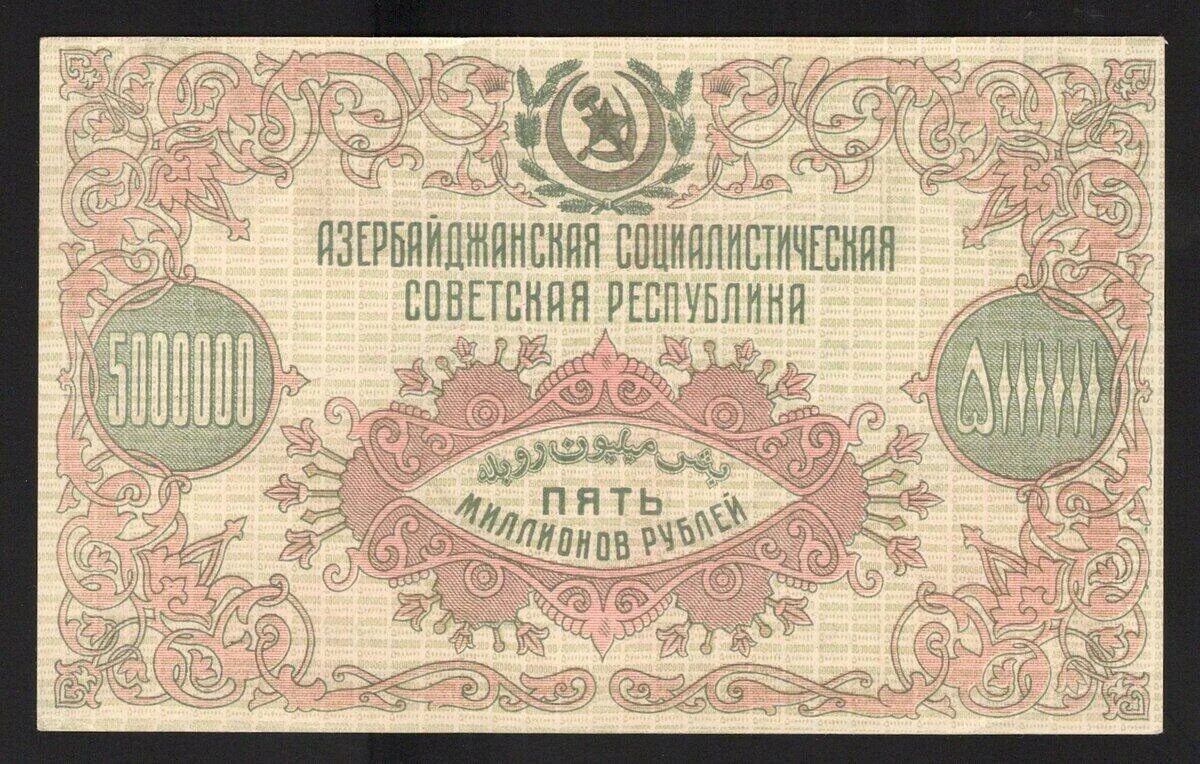 АЗЕРБАЙДЖАНСКАЯ СОЦИАЛИСТИЧЕСКАЯ
СОВЕТСКАЯ РЕСПУБЛИКА
5000000
۵۰۰۰۰۰۰
بش میلیون روبله
ПЯТЬ
МИЛЛИОНОВ РУБЛЕЙ